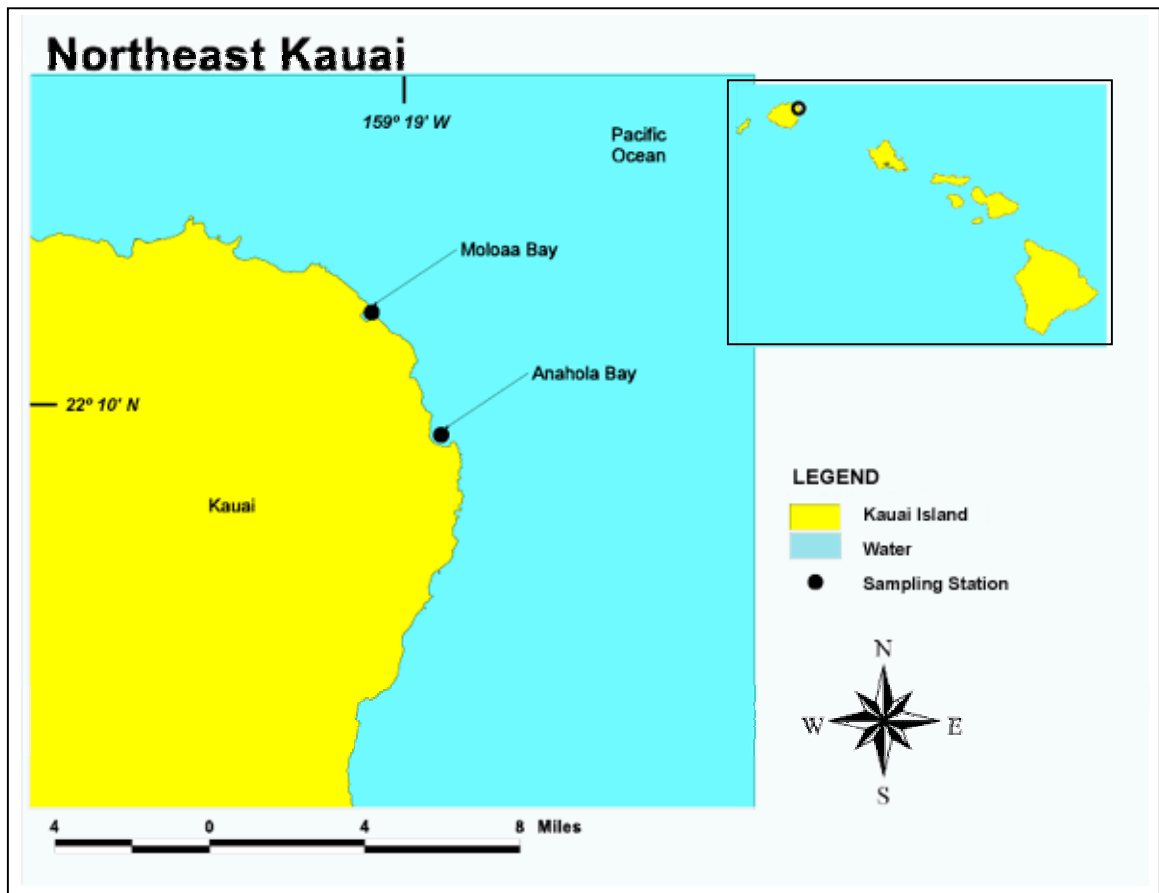 Northeast Kauai
159º 19' W
Pacific
Ocean
Moloaa Bay
Anahola Bay
22º 10' N
Kauai
LEGEND
Kauai Island
Water
Sampling Station
N
W E
S
4 0 4 8 Miles